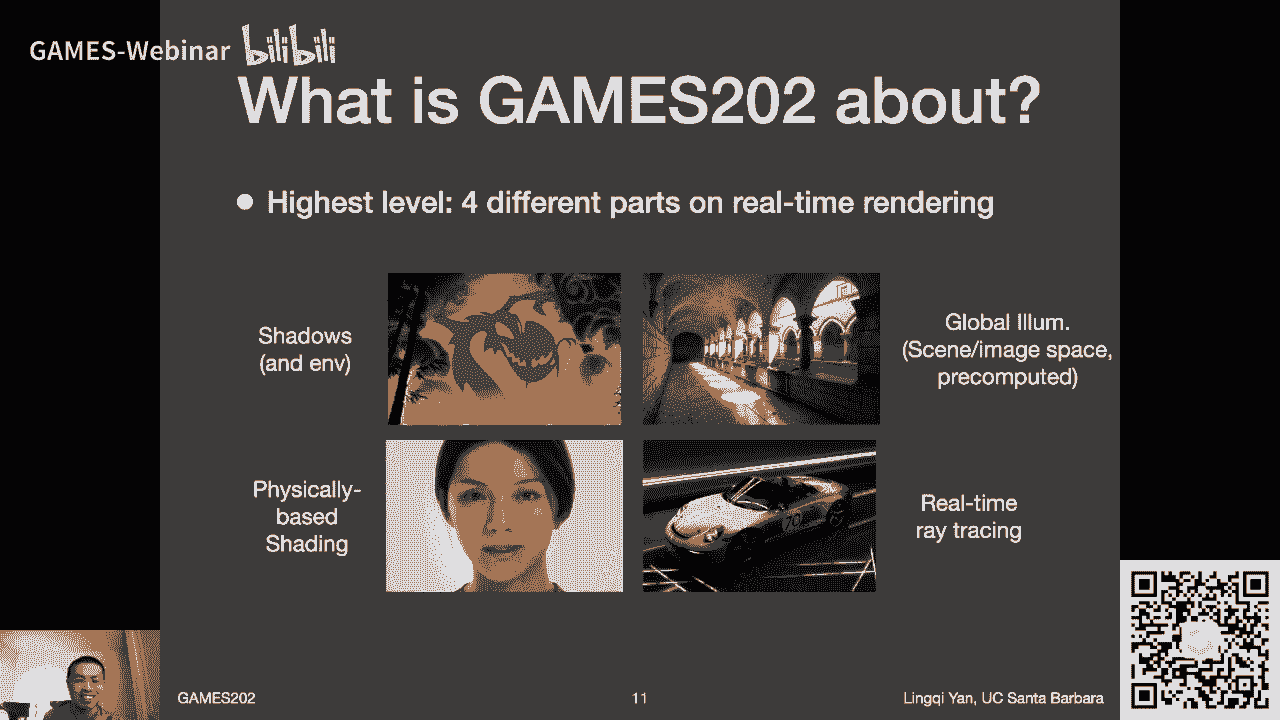 GAMES-Webinar bilibili
What is GAMES202 about?
Highest level: 4 different parts on real-time rendering
Shadows
(and env)
Global Illum.
(Scene/image space,
precomputed)
Physically-
based
Shading
Real-time
ray tracing
70
GAMES202
11
Lingqi Yan, UC Santa Barbara